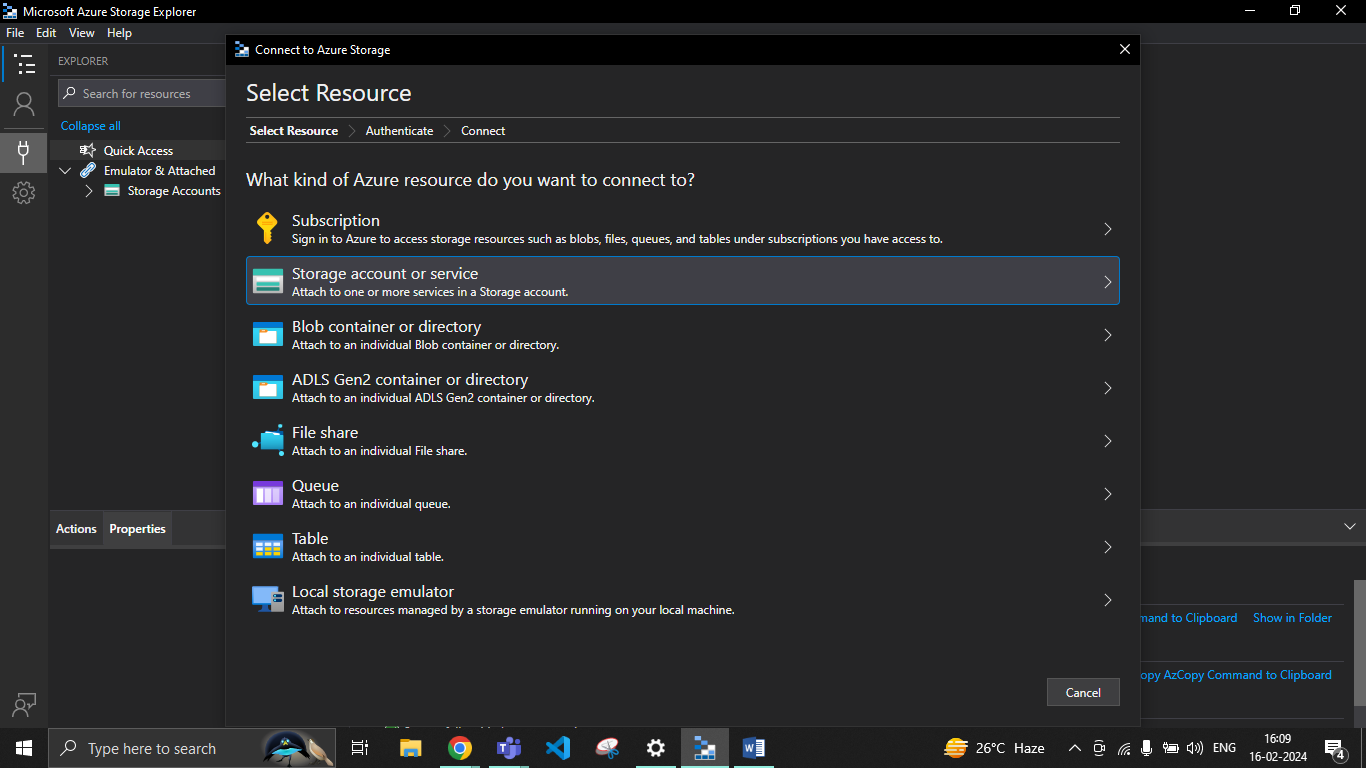 Microsoft Azure Storage Explorer
File Edit View Help
EXPLORER
Search for resources
Collapse all
Quick Access
Emulator & Attached
Storage Accounts
Actions Properties
Connect to Azure Storage
Select Resource
Select Resource Authenticate Connect
What kind of Azure resource do you want to connect to?
Subscription
Sign in to Azure to access storage resources such as blobs, files, queues, and tables under subscriptions you have access to.
Storage account or service
Attach to one or more services in a Storage account.
Blob container or directory
Attach to an individual Blob container or directory.
ADLS Gen2 container or directory
Attach to an individual ADLS Gen2 container or directory.
File share
Attach to an individual File share.
Queue
Attach to an individual queue.
Table
Attach to an individual table.
Local storage emulator
Attach to resources managed by a storage emulator running on your local machine.
Cancel
to Clipboard Show in Folder
AzCopy Command to Clipboard
Type here to search
26°C Haze
ENG
16:09
16-02-2024
4